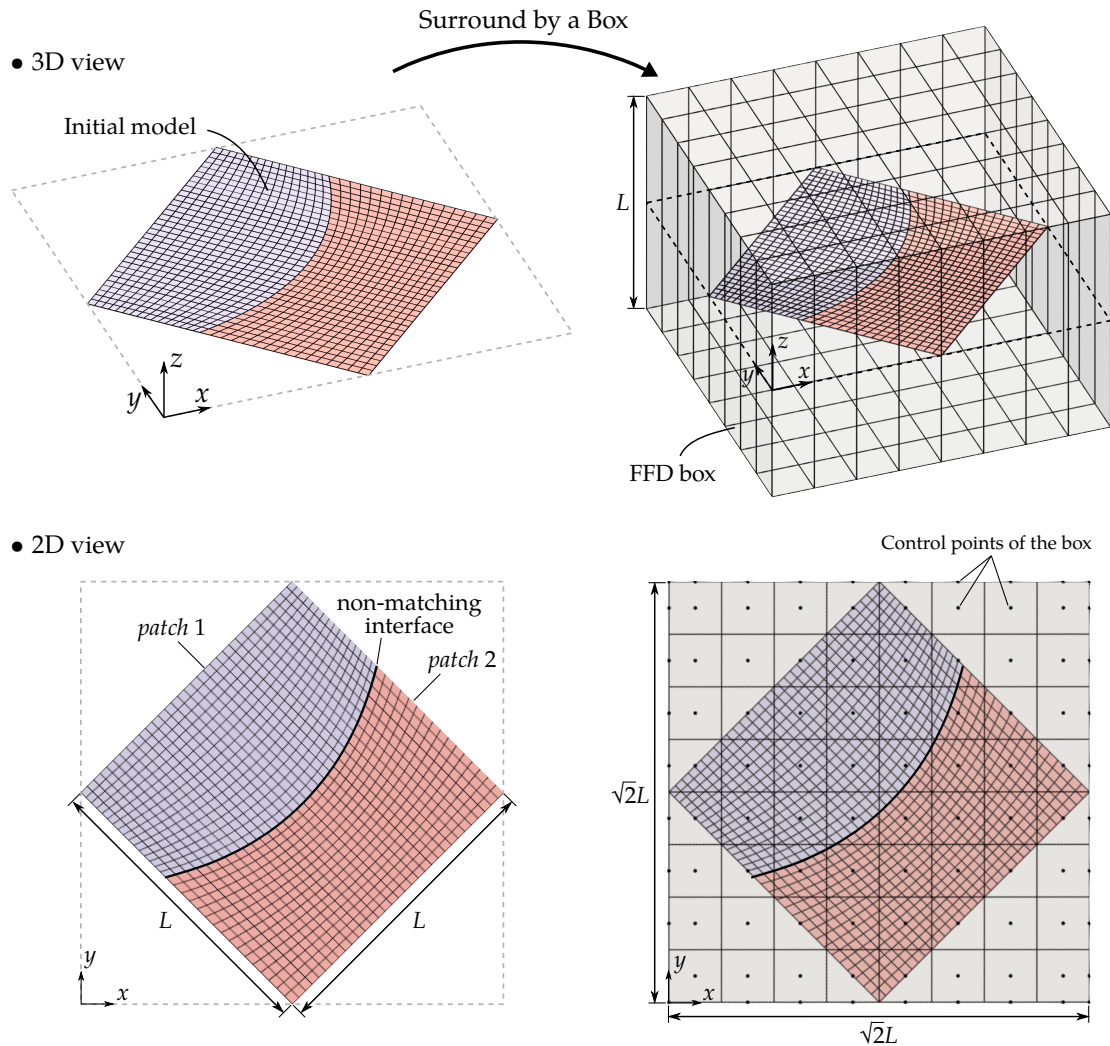 Surround by a Box
• 3D view
Initial model
L
z
y
x
z
y
x
FFD box
• 2D view
Control points of the box
non-matching
interface
patch 1
patch 2
√2L
L
L
y
x
y
x
√2L